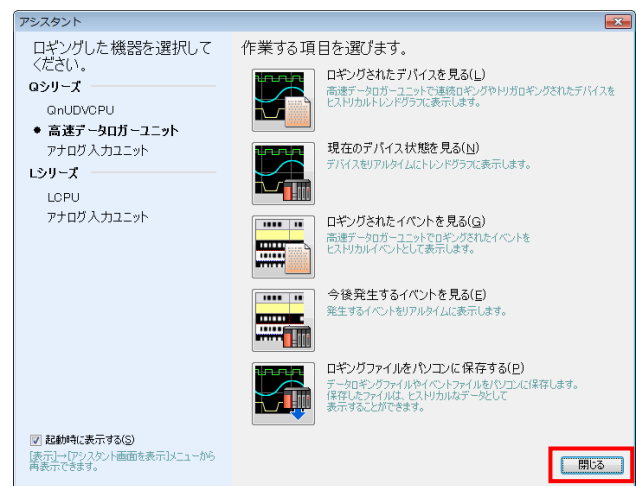 アシスタント
ロギングした機器を選択して
ください。
Qシリーズ
QnUDVCPU
高速データロガーユニット
アナログ入力ユニット
Lシリーズ
LCPU
アナログ入力ユニット
起動時に表示する(S)
[表示]→[アシスタント画面を表示]メニューから
再表示できます。
作業する項目を選びます。
ロギングされたデバイスを見る(L)
高速データロガーユニットで連続ロギングやトリガロギングされたデバイスを
ヒストリカルトレンドグラフに表示します。
現在のデバイス状態を見る(N)
デバイスをリアルタイムにトレンドグラフに表示します。
ロギングされたイベントを見る(G)
高速データロガーユニットでロギングされたイベントを
ヒストリカルイベントとして表示します。
今後発生するイベントを見る(E)
発生するイベントをリアルタイムに表示します。
ロギングファイルをパソコンに保存する(P)
データロギングファイルやイベントファイルをパソコンに保存します。
保存したファイルは、ヒストリカルなデータとして
表示することができます。
閉じる